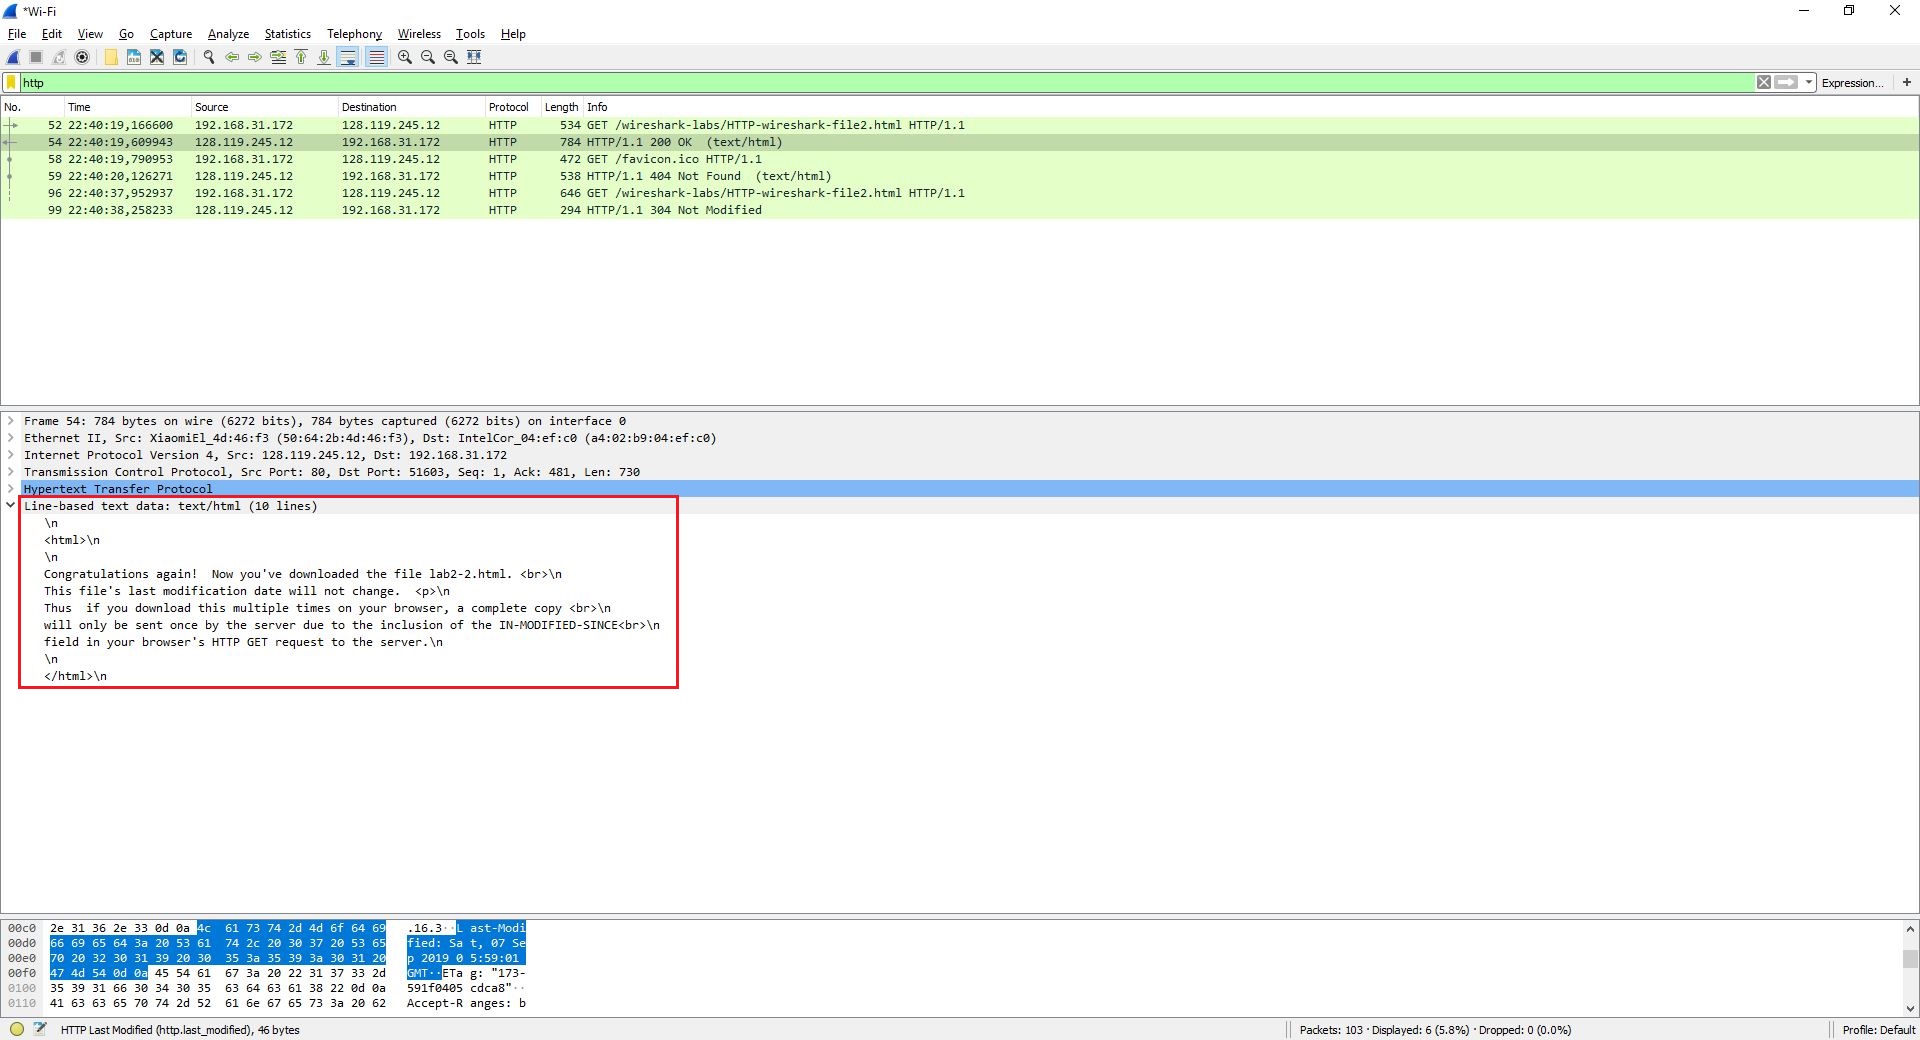 *Wi-Fi
File Edit View Go Capture Analyze Statistics Telephony Wireless Tools Help
http Expression... +
No. Time Source Destination Protocol Length Info
52 22:40:19,166600 192.168.31.172 128.119.245.12 HTTP 534 GET /wireshark-labs/HTTP-wireshark-file2.html HTTP/1.1
54 22:40:19,609943 128.119.245.12 192.168.31.172 HTTP 784 HTTP/1.1 200 OK  (text/html)
58 22:40:19,790953 192.168.31.172 128.119.245.12 HTTP 472 GET /favicon.ico HTTP/1.1
59 22:40:20,126271 128.119.245.12 192.168.31.172 HTTP 538 HTTP/1.1 404 Not Found  (text/html)
96 22:40:37,952937 192.168.31.172 128.119.245.12 HTTP 646 GET /wireshark-labs/HTTP-wireshark-file2.html HTTP/1.1
99 22:40:38,258233 128.119.245.12 192.168.31.172 HTTP 294 HTTP/1.1 304 Not Modified
Frame 54: 784 bytes on wire (6272 bits), 784 bytes captured (6272 bits) on interface 0
Ethernet II, Src: XiaomiEl_4d:46:f3 (50:64:2b:4d:46:f3), Dst: IntelCor_04:ef:c0 (a4:02:b9:04:ef:c0)
Internet Protocol Version 4, Src: 128.119.245.12, Dst: 192.168.31.172
Transmission Control Protocol, Src Port: 80, Dst Port: 51603, Seq: 1, Ack: 481, Len: 730
Hypertext Transfer Protocol
Line-based text data: text/html (10 lines)
\n
<html>\n
\n
Congratulations again!  Now you've downloaded the file lab2-2.html. <br>\n
This file's last modification date will not change.  <p>\n
Thus  if you download this multiple times on your browser, a complete copy <br>\n
will only be sent once by the server due to the inclusion of the IN-MODIFIED-SINCE<br>\n
field in your browser's HTTP GET request to the server.\n
\n
</html>\n
00c0 2e 31 36 2e 33 0d 0a 4c 61 73 74 2d 4d 6f 64 69 .16.3··L ast-Modi
00d0 66 69 65 64 3a 20 53 61 74 2c 20 30 37 20 53 65 fied: Sa t, 07 Se
00e0 70 20 32 30 31 39 20 30 35 3a 35 39 3a 30 31 20 p 2019 0 5:59:01
00f0 47 4d 54 0d 0a 45 54 61 67 3a 20 22 31 37 33 2d GMT··ETa g: "173-
0100 35 39 31 66 30 34 30 35 63 64 63 61 38 22 0d 0a 591f0405 cdca8"··
0110 41 63 63 65 70 74 2d 52 61 6e 67 65 73 3a 20 62 Accept-R anges: b
HTTP Last Modified (http.last_modified), 46 bytes Packets: 103 · Displayed: 6 (5.8%) · Dropped: 0 (0.0%) Profile: Default